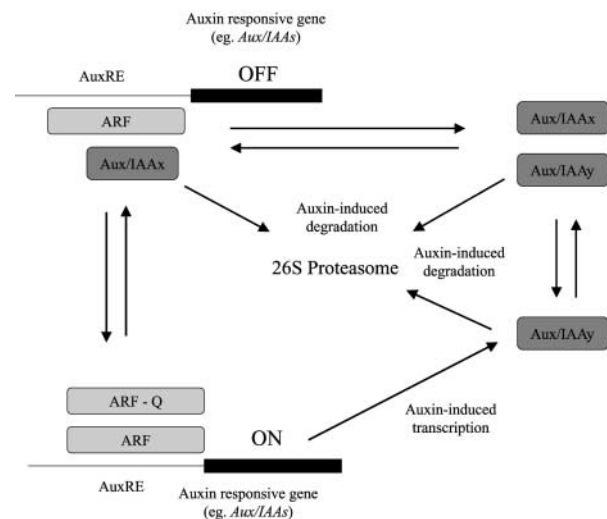 Auxin responsive gene
(eg. Aux/IAAs)
AuxRE
OFF
ARF
Aux/IAAx
Aux/IAAx
Aux/IAAy
Auxin-induced
degradation
26S Proteasome
Auxin-induced
degradation
Aux/IAAy
ARF - Q
ARF
ON
Auxin-induced
transcription
AuxRE
Auxin responsive gene
(eg. Aux/IAAs)